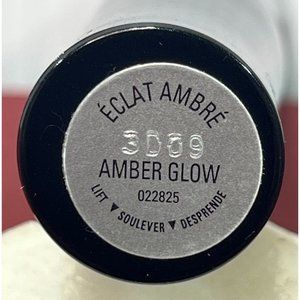 ÉCLAT AMBRÉ
3D09
AMBER GLOW
022825
LIFT ▼ SOULEVER ▼ DESPRENDE